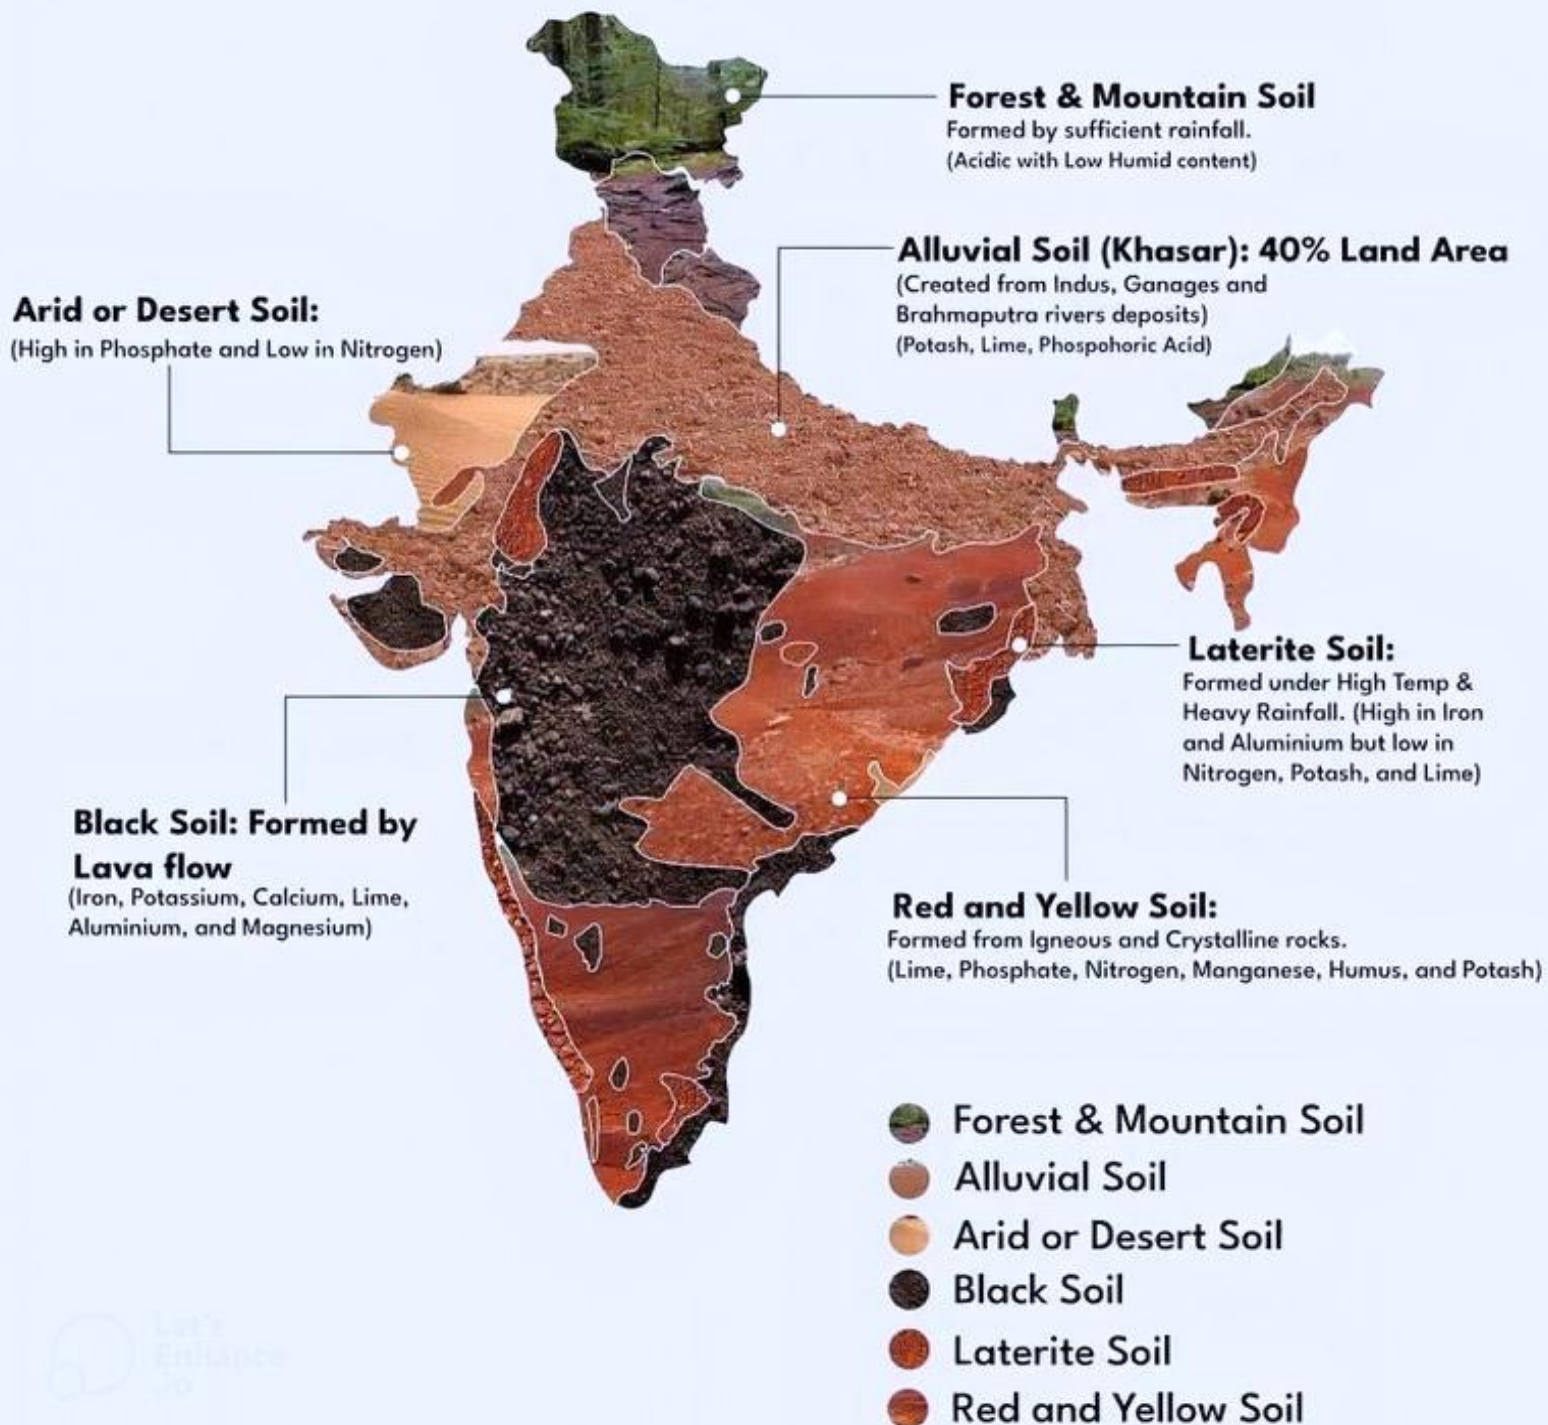 Forest & Mountain Soil
Formed by sufficient rainfall.
(Acidic with Low Humid content)
Alluvial Soil (Khasar): 40% Land Area
(Created from Indus, Ganages and
Brahmaputra rivers deposits)
(Potash, Lime, Phospohoric Acid)
Arid or Desert Soil:
(High in Phosphate and Low in Nitrogen)
Laterite Soil:
Formed under High Temp &
Heavy Rainfall. (High in Iron
and Aluminium but low in
Nitrogen, Potash, and Lime)
Black Soil: Formed by
Lava flow
(Iron, Potassium, Calcium, Lime,
Aluminium, and Magnesium)
Red and Yellow Soil:
Formed from Igneous and Crystalline rocks.
(Lime, Phosphate, Nitrogen, Manganese, Humus, and Potash)
Forest & Mountain Soil
Alluvial Soil
Arid or Desert Soil
Black Soil
Laterite Soil
Red and Yellow Soil
Let's
Enhance
.io